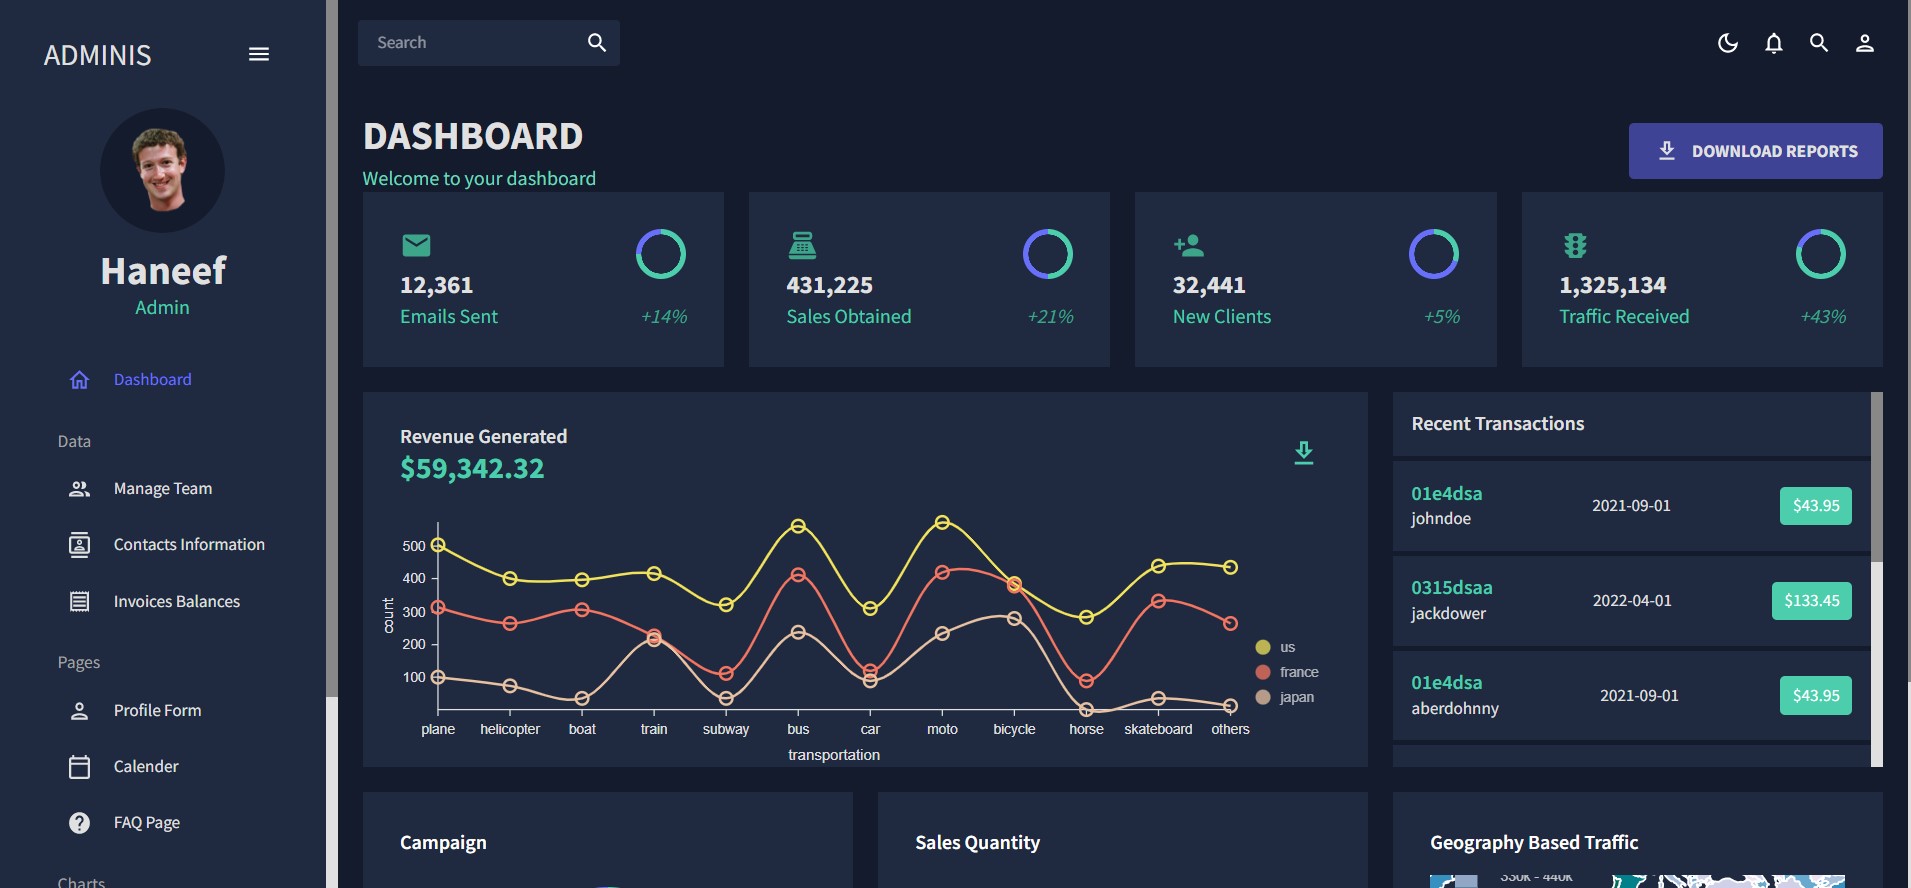 ADMINIS
Search
Haneef
Admin
Dashboard
Data
Manage Team
Contacts Information
Invoices Balances
Pages
Profile Form
Calender
FAQ Page
Charts
DASHBOARD
Welcome to your dashboard
DOWNLOAD REPORTS
12,361
Emails Sent
+14%
431,225
Sales Obtained
+21%
32,441
New Clients
+5%
1,325,134
Traffic Received
+43%
Revenue Generated
$59,342.32
count
500
400
300
200
100
plane helicopter boat train subway bus car moto bicycle horse skateboard others
transportation
us
france
japan
Recent Transactions
01e4dsa
johndoe
2021-09-01
$43.95
0315dsaa
jackdower
2022-04-01
$133.45
01e4dsa
aberdohnny
2021-09-01
$43.95
Campaign
Sales Quantity
Geography Based Traffic
330k - 440k